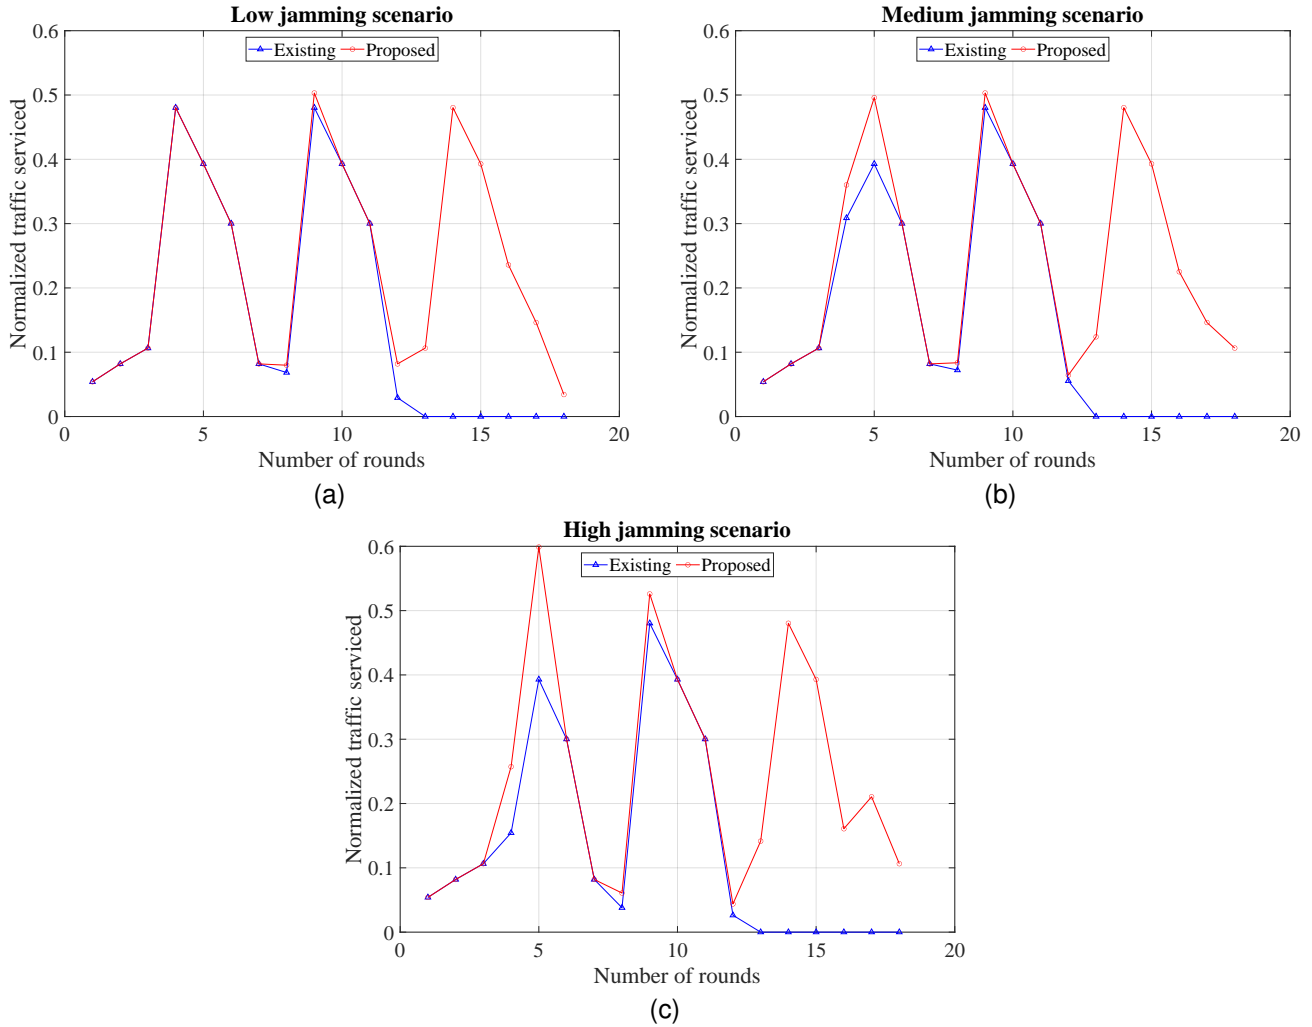 Low jamming scenario
Existing
Proposed
Normalized traffic serviced
0.6
0.5
0.4
0.3
0.2
0.1
0
0
5
10
15
20
Number of rounds
(a)
Medium jamming scenario
Existing
Proposed
Normalized traffic serviced
0.6
0.5
0.4
0.3
0.2
0.1
0
0
5
10
15
20
Number of rounds
(b)
High jamming scenario
Existing
Proposed
Normalized traffic serviced
0.6
0.5
0.4
0.3
0.2
0.1
0
0
5
10
15
20
Number of rounds
(c)